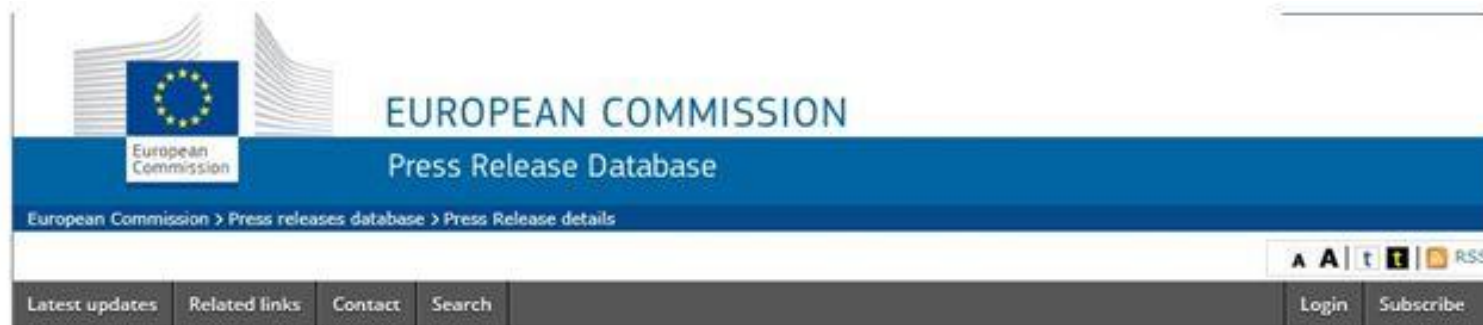 EUROPEAN COMMISSION
European
Commission
Press Release Database
European Commission > Press releases database > Press Release details
A A | t t | RSS
Latest updates Related links Contact Search Login Subscribe